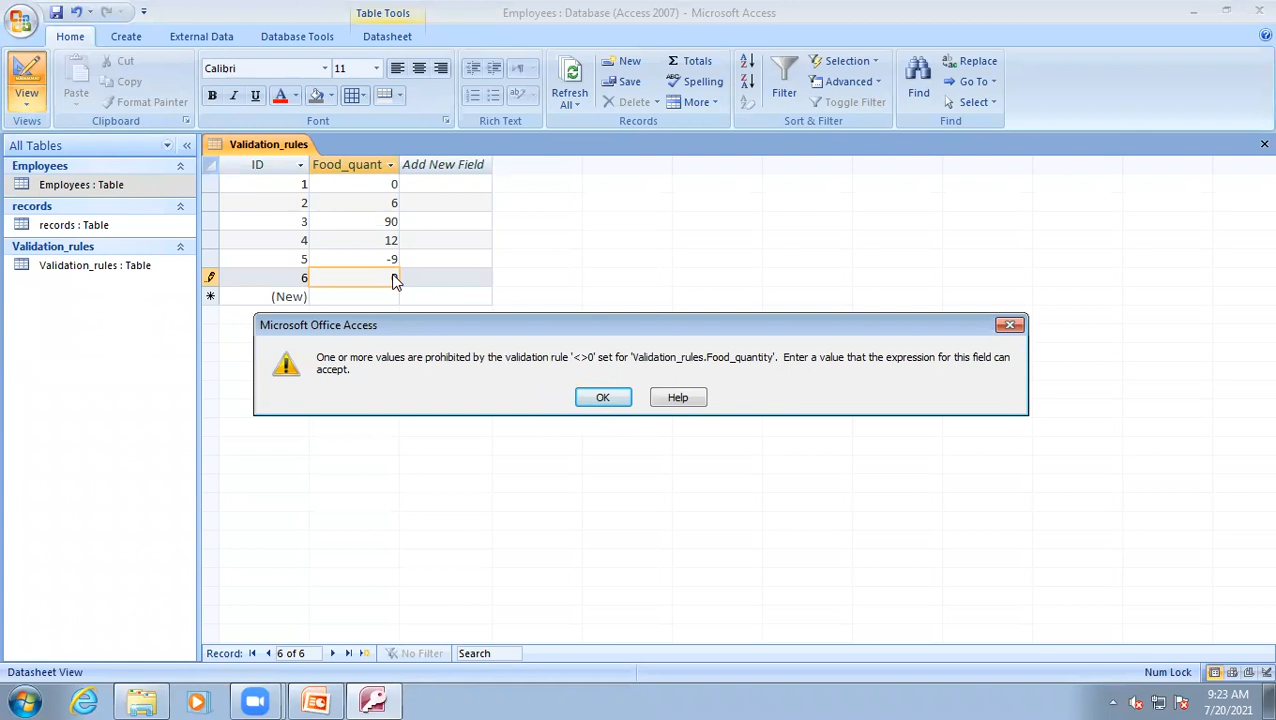 Table Tools
Employees : Database (Access 2007) - Microsoft Access
Home Create External Data Database Tools Datasheet
View
Views
Paste
Cut
Copy
Format Painter
Clipboard
Calibri 11
B I U A
Font
Rich Text
Refresh All
New
Save
Delete
Totals
Spelling
More
Records
Filter
Selection
Advanced
Toggle Filter
Sort & Filter
Find
Replace
Go To
Select
Find
All Tables
Employees
Employees : Table
records
records : Table
Validation_rules
Validation_rules : Table
Validation_rules
ID Food_quant Add New Field
1 0
2 6
3 90
4 12
5 -9
6
(New)
Microsoft Office Access
One or more values are prohibited by the validation rule '<>0' set for 'Validation_rules.Food_quantity'. Enter a value that the expression for this field can
accept.
OK Help
Record: 6 of 6 No Filter Search
Datasheet View
Num Lock
9:23 AM
7/20/2021